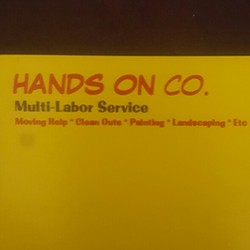 HANDS ON CO.
Multi-Labor Service
Moving Help * Clean Outs * Painting * Landscaping * Etc